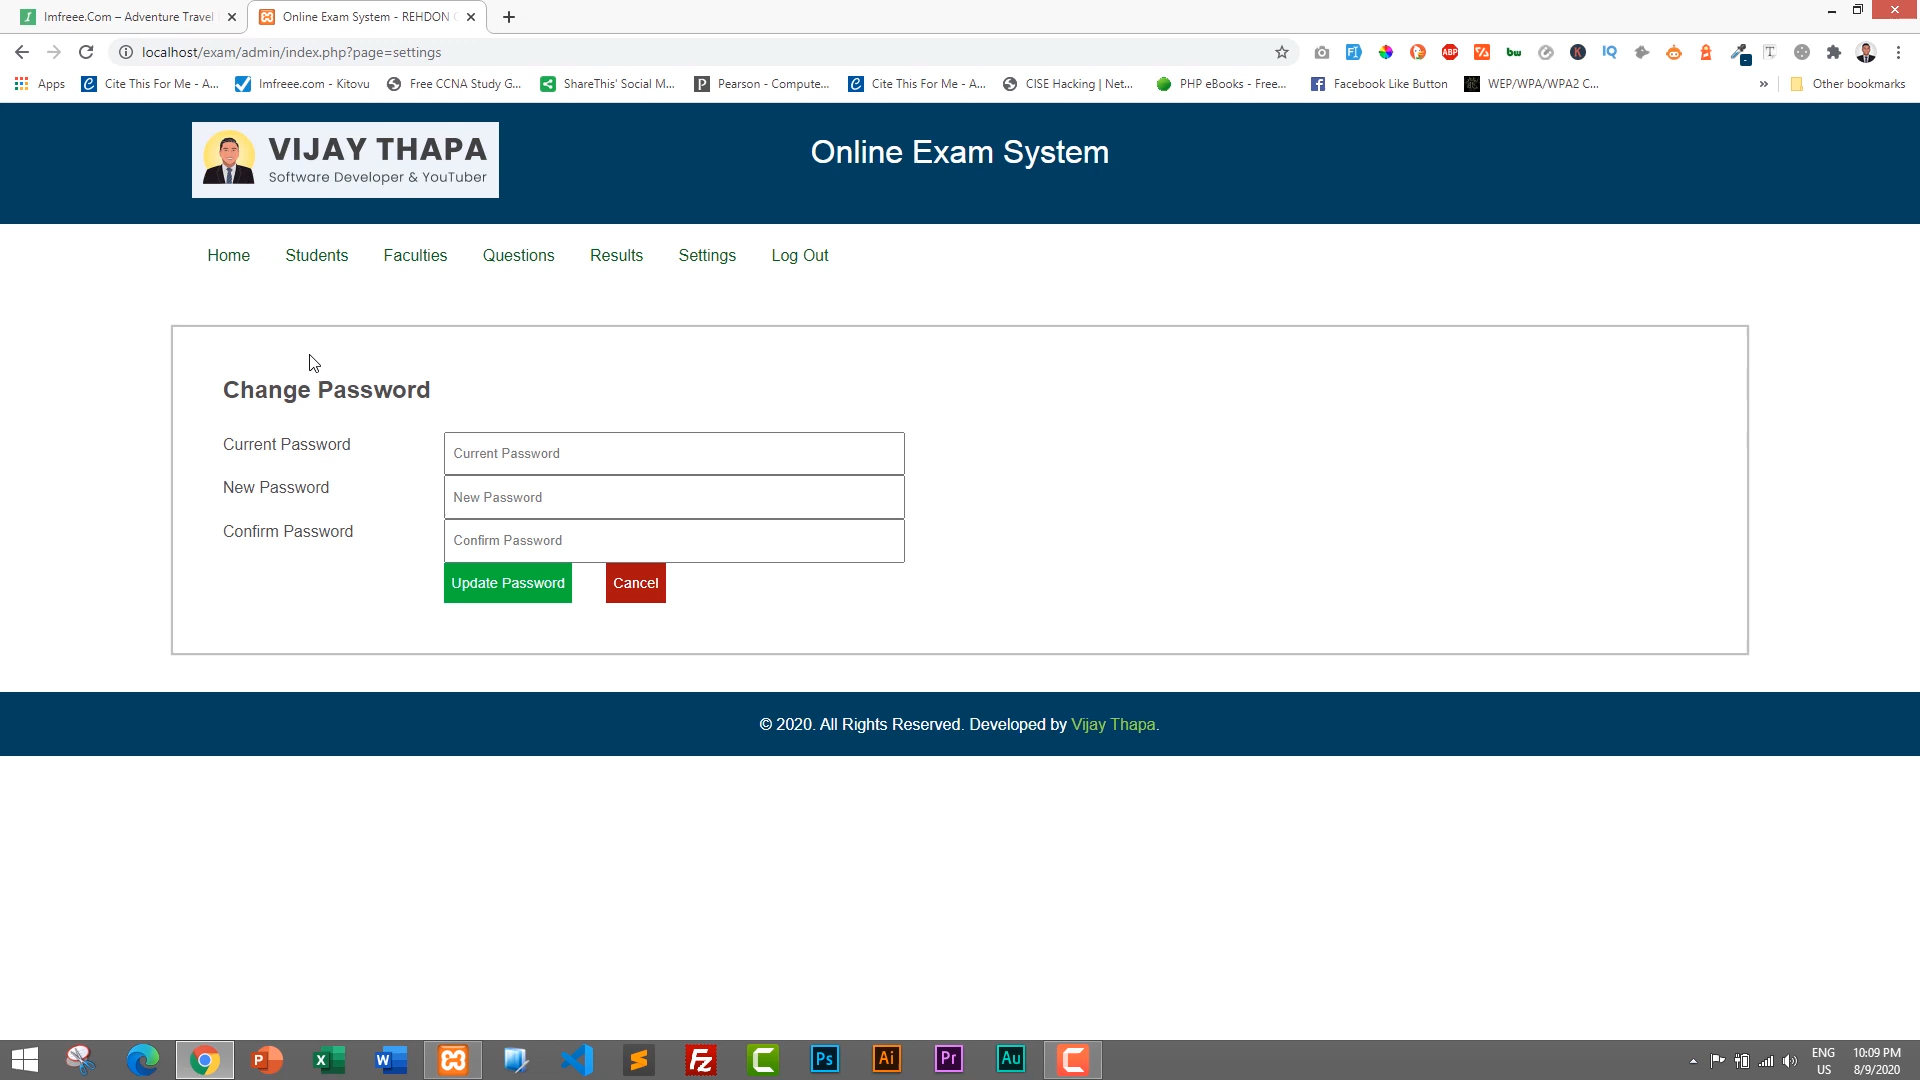 Imfreee.Com – Adventure Travel
Online Exam System - REHDON
localhost/exam/admin/index.php?page=settings
Apps
Cite This For Me - A...
Imfreee.com - Kitovu
Free CCNA Study G...
ShareThis' Social M...
Pearson - Compute...
Cite This For Me - A...
CISE Hacking | Net...
PHP eBooks - Free...
Facebook Like Button
WEP/WPA/WPA2 C...
» Other bookmarks
VIJAY THAPA
Software Developer & YouTuber
Online Exam System
Home Students Faculties Questions Results Settings Log Out
Change Password
Current Password Current Password
New Password New Password
Confirm Password Confirm Password
Update Password Cancel
© 2020. All Rights Reserved. Developed by Vijay Thapa.
ENG 10:09 PM
US 8/9/2020